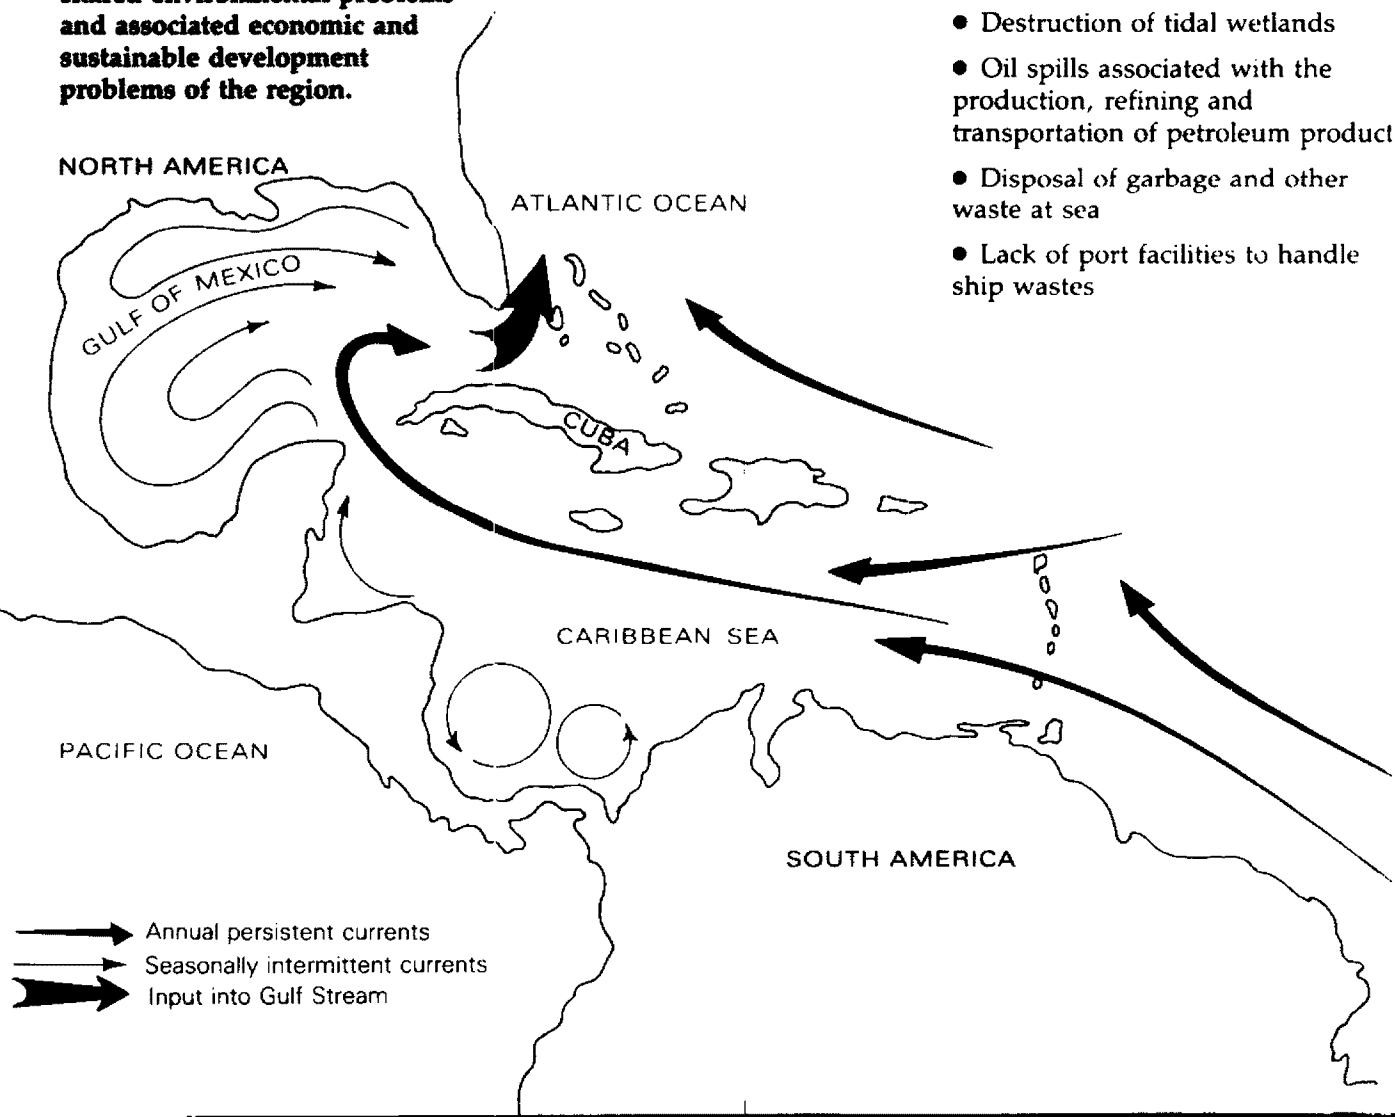 shared environmental problems
and associated economic and
sustainable development
problems of the region.
• Destruction of tidal wetlands
• Oil spills associated with the
production, refining and
transportation of petroleum product
• Disposal of garbage and other
waste at sea
• Lack of port facilities to handle
ship wastes
NORTH AMERICA
ATLANTIC OCEAN
GULF OF MEXICO
CUBA
CARIBBEAN SEA
PACIFIC OCEAN
SOUTH AMERICA
Annual persistent currents
Seasonally intermittent currents
Input into Gulf Stream